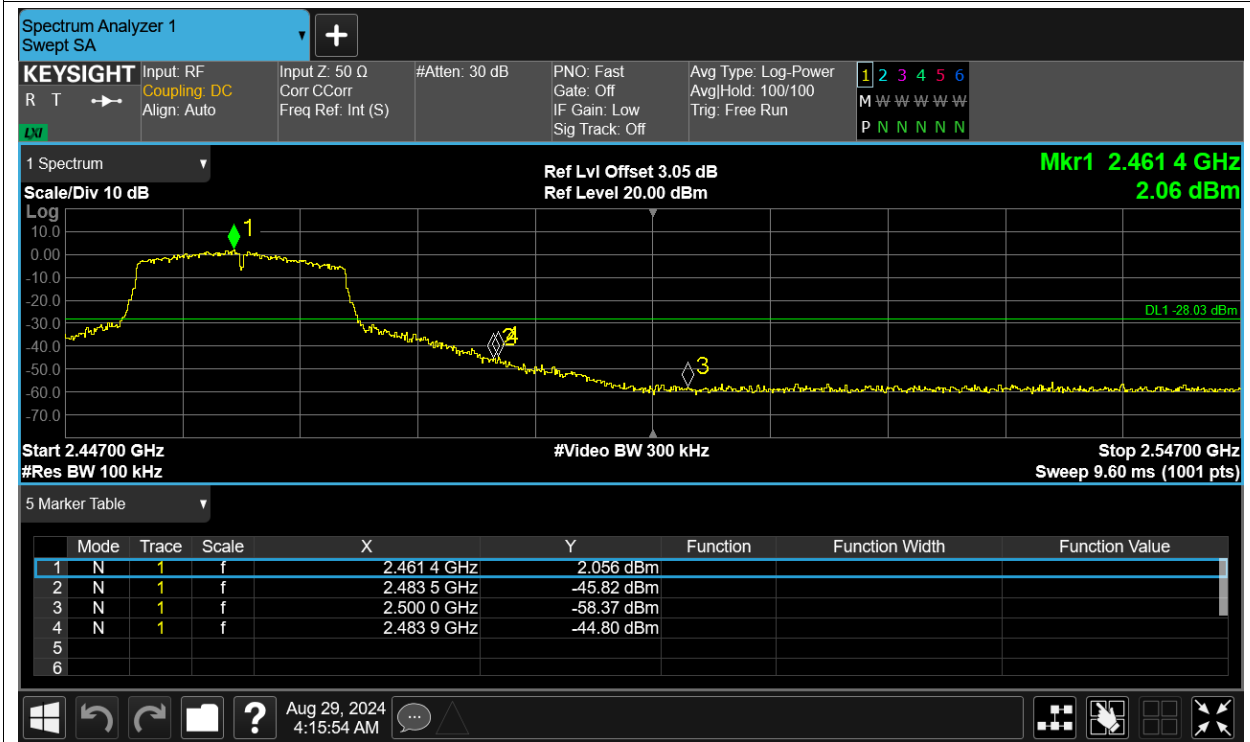 Spectrum Analyzer 1
Swept SA
+
KEYSIGHT Input: RF Input Z: 50 Ω #Atten: 30 dB PNO: Fast Avg Type: Log-Power 1 2 3 4 5 6
R T Coupling: DC Corr CCorr Gate: Off Avg|Hold: 100/100 M W W W W W
Align: Auto Freq Ref: Int (S) IF Gain: Low Trig: Free Run
LXI Sig Track: Off P N N N N N
1 Spectrum Ref Lvl Offset 3.05 dB Mkr1 2.461 4 GHz
Scale/Div 10 dB Ref Level 20.00 dBm 2.06 dBm
Log
10.0
1
0.00
-10.0
-20.0
DL1 -28.03 dBm
-30.0
-40.0
4
-50.0
3
-60.0
-70.0
Start 2.44700 GHz #Video BW 300 kHz Stop 2.54700 GHz
#Res BW 100 kHz Sweep 9.60 ms (1001 pts)
5 Marker Table
Mode Trace Scale X Y Function Function Width Function Value
1 N 1 f 2.461 4 GHz 2.056 dBm
2 N 1 f 2.483 5 GHz -45.82 dBm
3 N 1 f 2.500 0 GHz -58.37 dBm
4 N 1 f 2.483 9 GHz -44.80 dBm
5
6
? Aug 29, 2024
4:15:54 AM